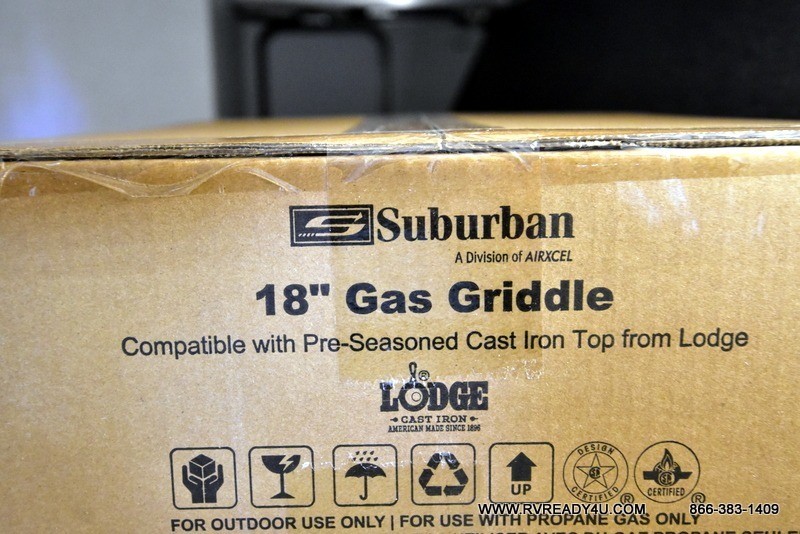 Suburban
A Division of AIRXCEL
18" Gas Griddle
Compatible with Pre-Seasoned Cast Iron Top from Lodge
LODGE®
CAST IRON
AMERICAN MADE SINCE 1896
UP
DESIGN
CERTIFIED
®
CERTIFIED
®
FOR OUTDOOR USE ONLY | FOR USE WITH PROPANE GAS ONLY
WWW.RVREADY4U.COM 866-383-1409